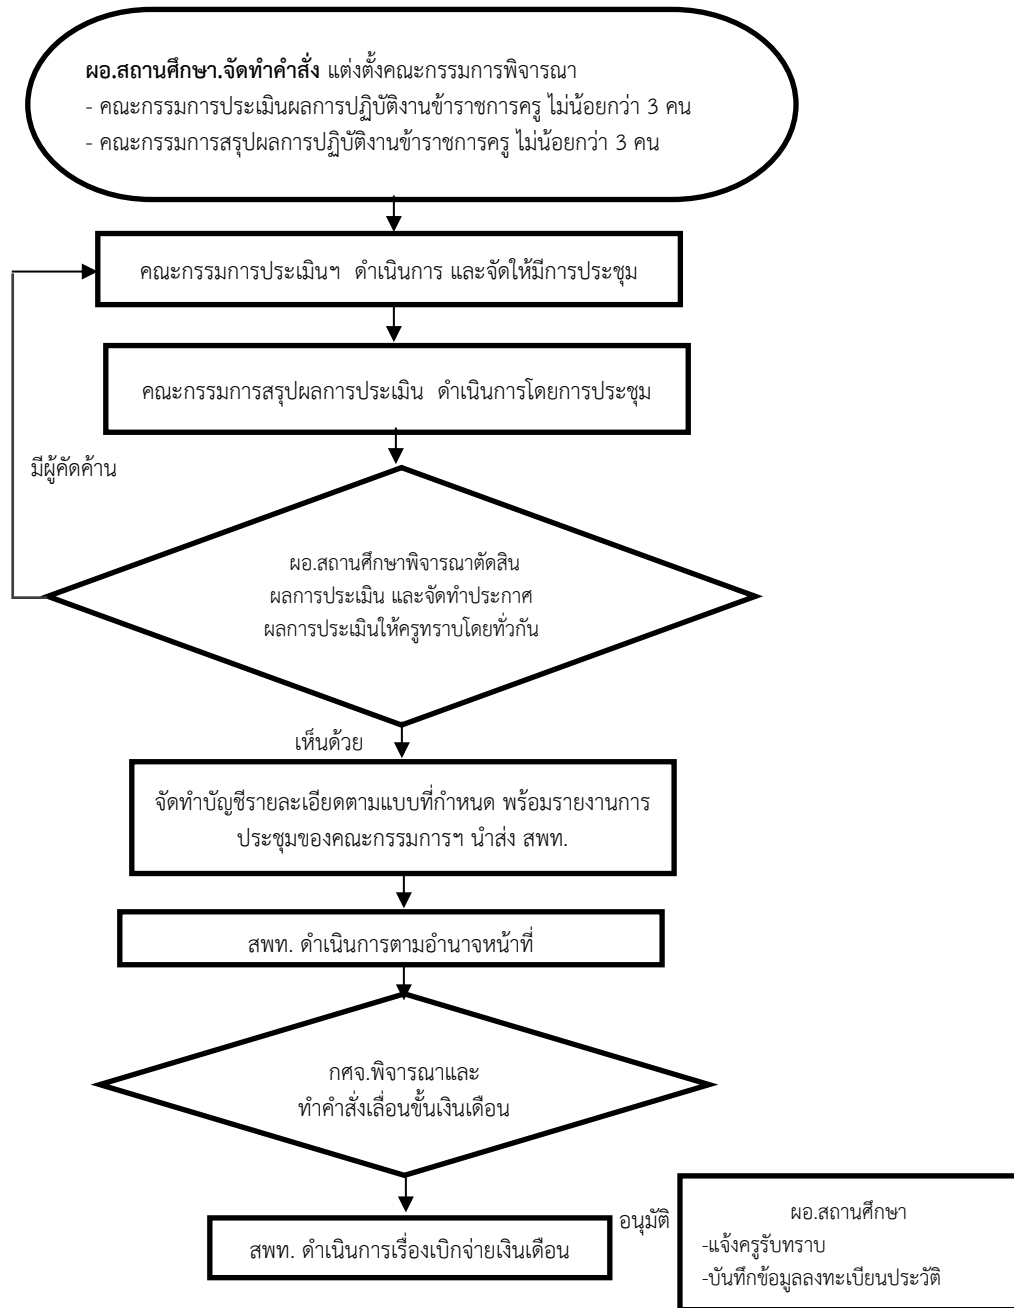 ผอ.สถานศึกษา.จัดทำคำสั่ง แต่งตั้งคณะกรรมการพิจารณา
- คณะกรรมการประเมินผลการปฏิบัติงานข้าราชการครู ไม่น้อยกว่า 3 คน
- คณะกรรมการสรุปผลการปฏิบัติงานข้าราชการครู ไม่น้อยกว่า 3 คน
คณะกรรมการประเมินฯ ดำเนินการ และจัดให้มีการประชุม
คณะกรรมการสรุปผลการประเมิน ดำเนินการโดยการประชุม
มีผู้คัดค้าน
ผอ.สถานศึกษาพิจารณาตัดสิน
ผลการประเมิน และจัดทำประกาศ
ผลการประเมินให้ครูทราบโดยทั่วกัน
เห็นด้วย
จัดทำบัญชีรายละเอียดตามแบบที่กำหนด พร้อมรายงานการ
ประชุมของคณะกรรมการฯ นำส่ง สพท.
สพท. ดำเนินการตามอำนาจหน้าที่
กศจ.พิจารณาและ
ทำคำสั่งเลื่อนขั้นเงินเดือน
อนุมัติ
สพท. ดำเนินการเรื่องเบิกจ่ายเงินเดือน
ผอ.สถานศึกษา
-แจ้งครูรับทราบ
-บันทึกข้อมูลลงทะเบียนประวัติ